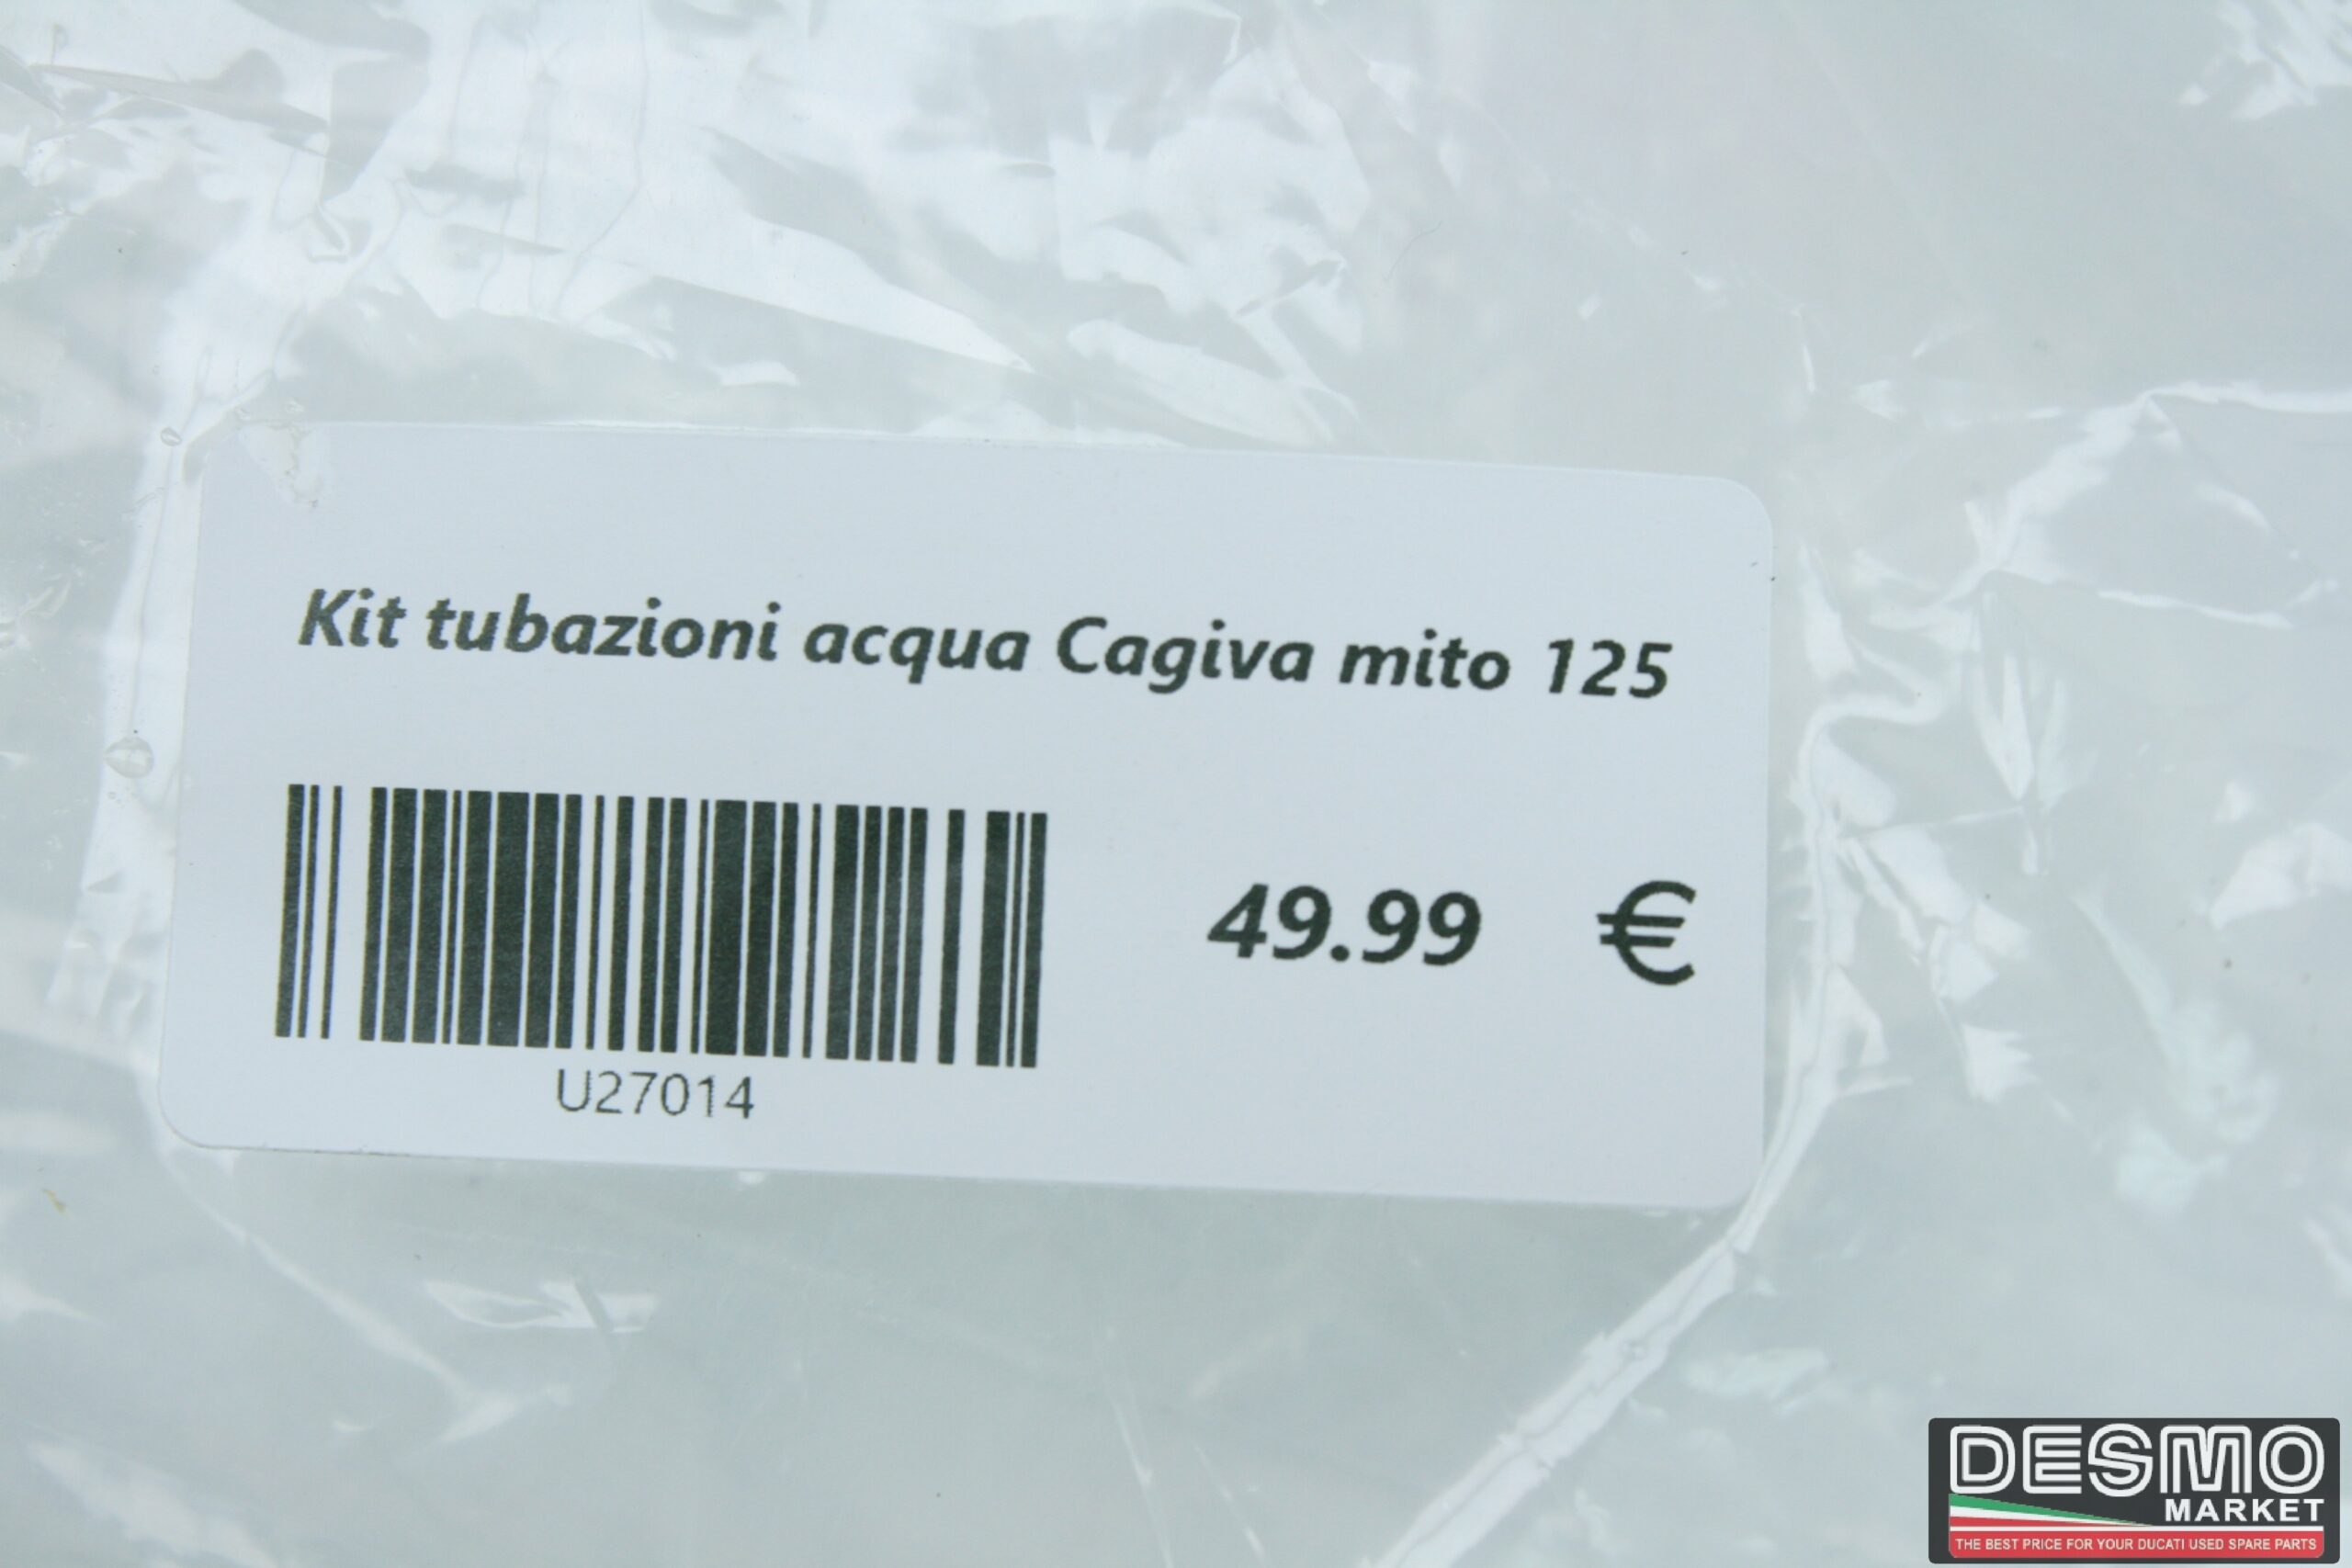 Kit tubazioni acqua Cagiva mito 125
49.99 €
U27014
DESMO
MARKET
THE BEST PRICE FOR YOUR DUCATI USED SPARE PARTS